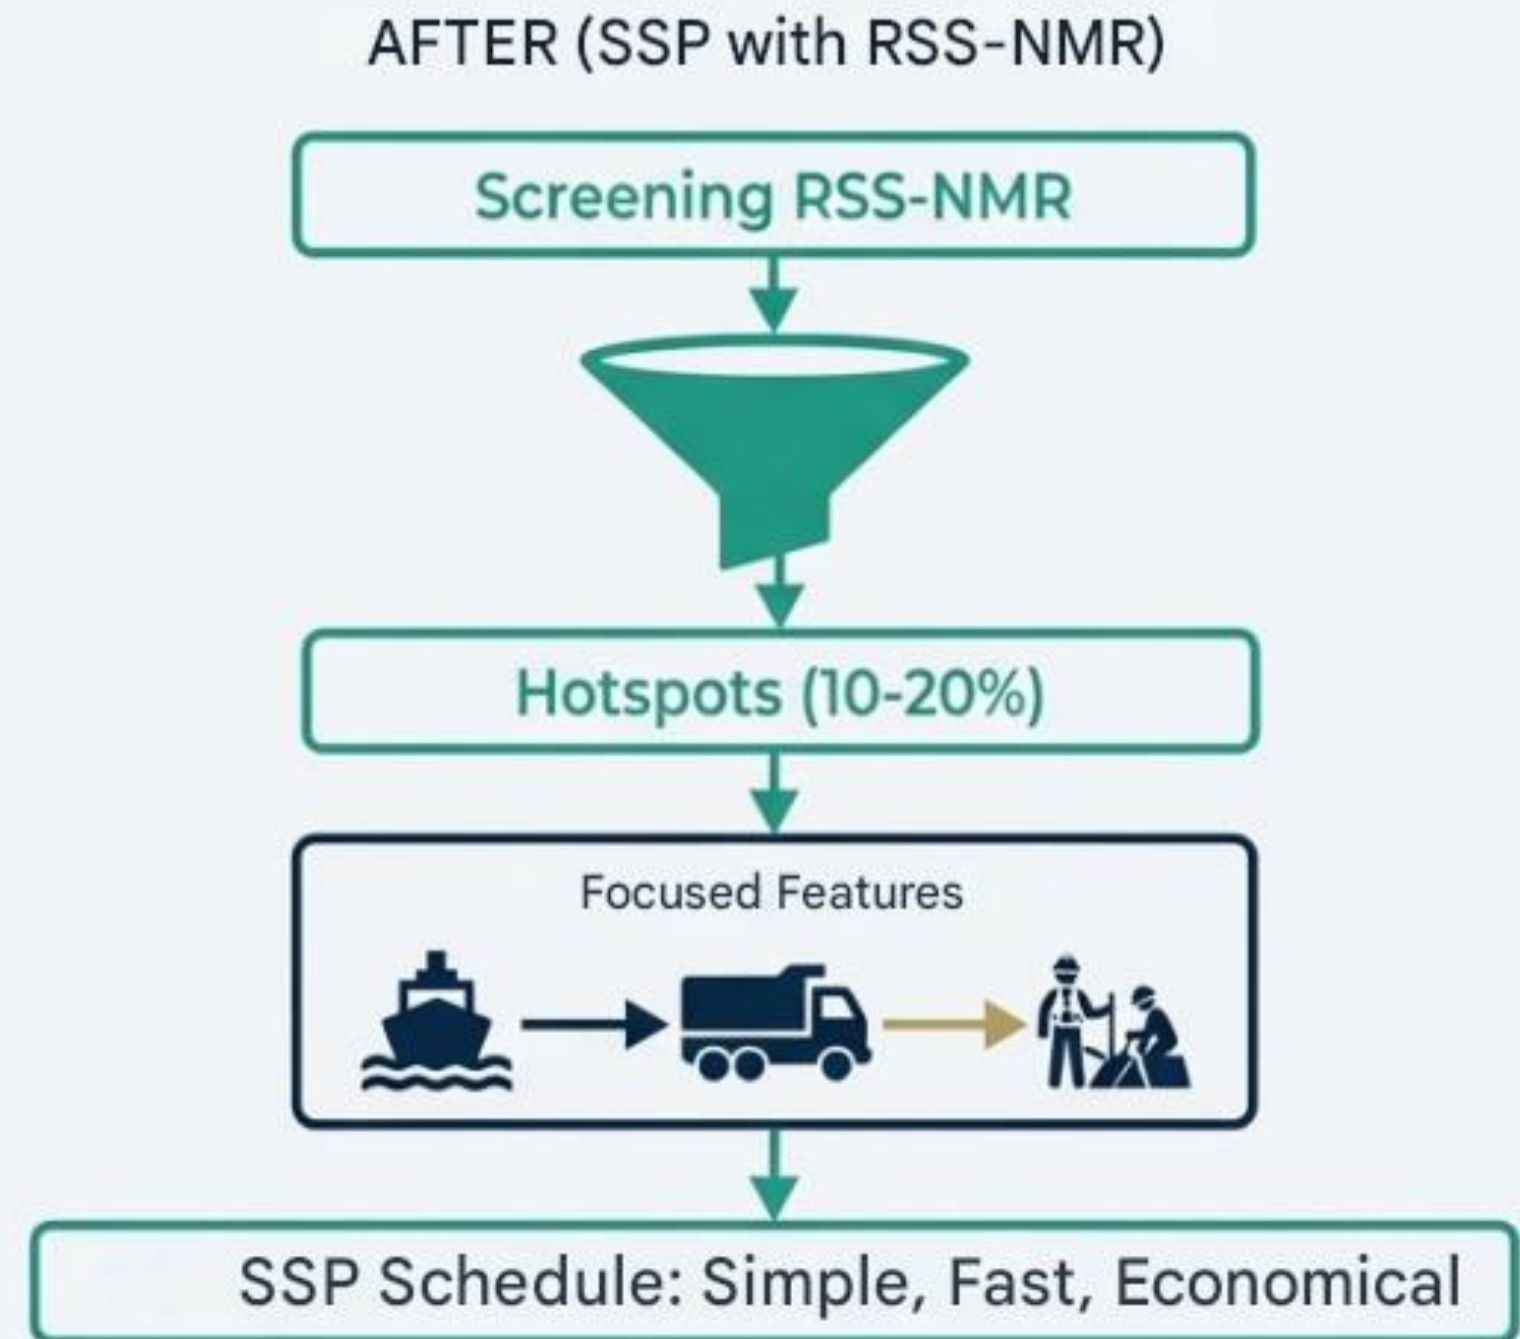 AFTER (SSP with RSS-NMR)
Screening RSS-NMR
Hotspots (10-20%)
Focused Features
SSP Schedule: Simple, Fast, Economical